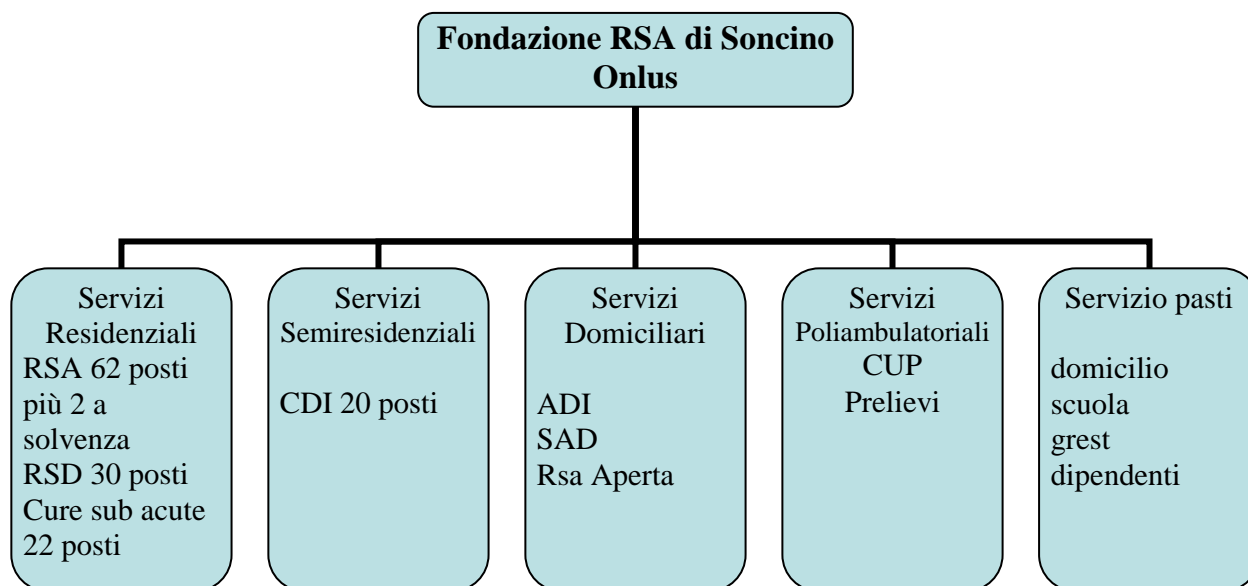 Fondazione RSA di Soncino
Onlus
Servizi
Residenziali
RSA 62 posti
più 2 a
solvenza
RSD 30 posti
Cure sub acute
22 posti
Servizi
Semiresidenziali
CDI 20 posti
Servizi
Domiciliari
ADI
SAD
Rsa Aperta
Servizi
Poliambulatoriali
CUP
Prelievi
Servizio pasti
domicilio
scuola
grest
dipendenti